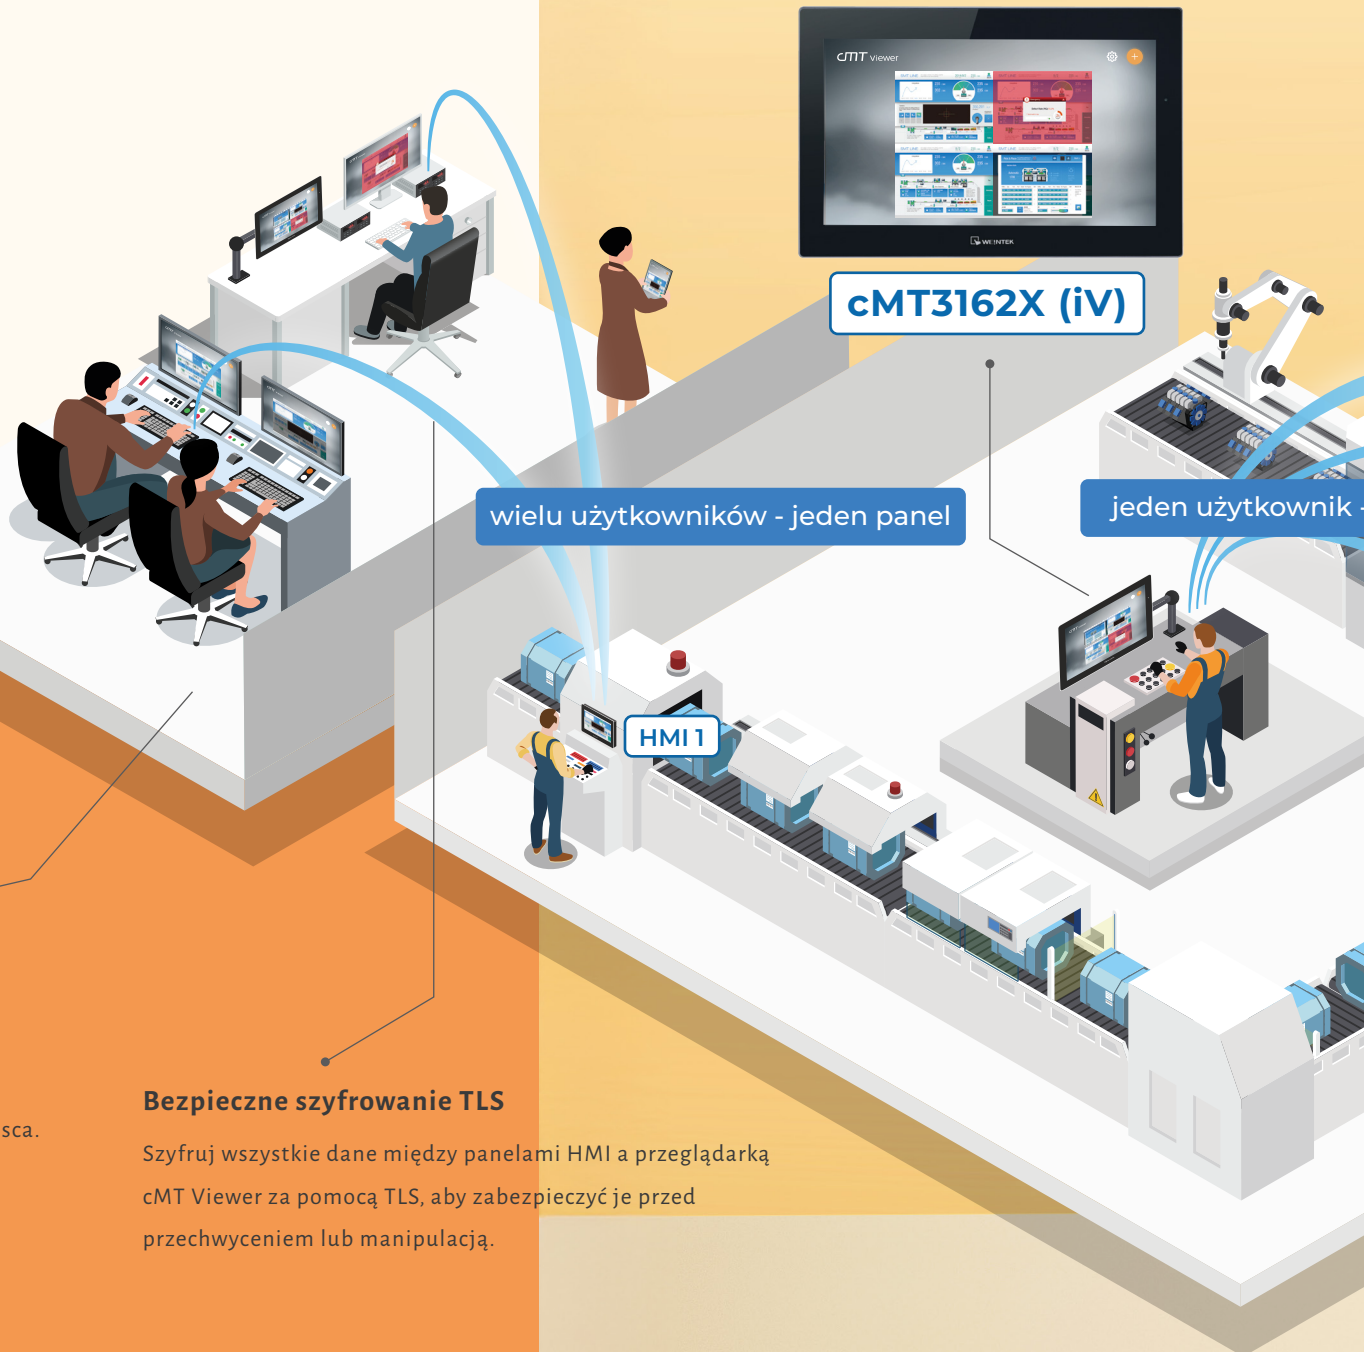 cMT Viewer
WEINTEK
cMT3162X (iV)
wielu użytkowników - jeden panel
jeden użytkownik -
HMI 1
Bezpieczne szyfrowanie TLS
sca.
Szyfruj wszystkie dane między panelami HMI a przeglądarką
cMT Viewer za pomocą TLS, aby zabezpieczyć je przed
przechwyceniem lub manipulacją.